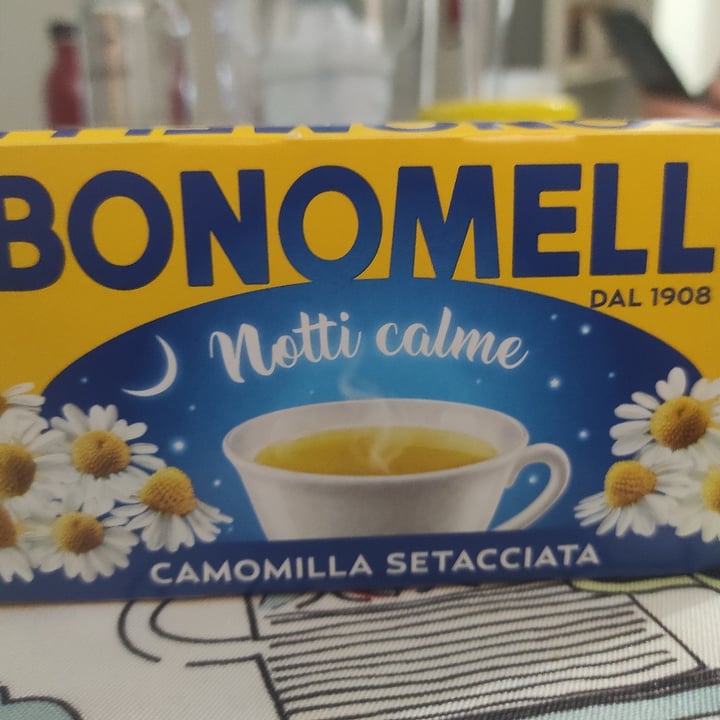 BONOMELL
DAL 1908
Notti calme
CAMOMILLA SETACCIATA